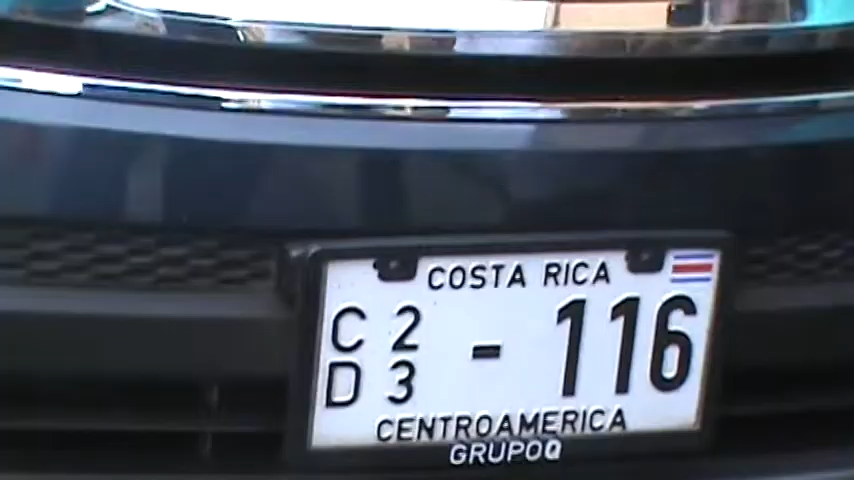 COSTA RICA
C 2
D 3 - 116
CENTROAMERICA
GRUPOQ